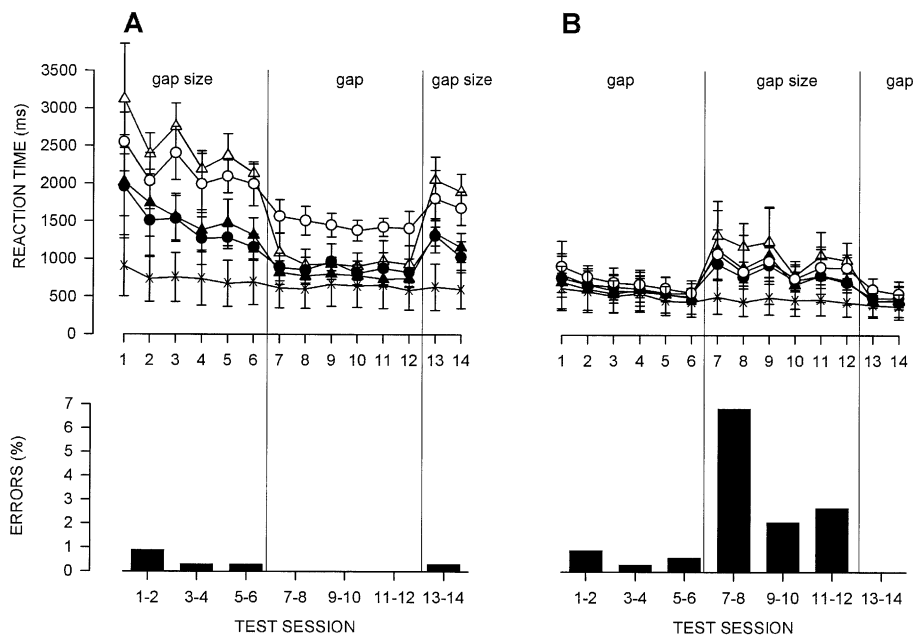 A
B
gap size
gap
gap size
gap
gap size
gap
REACTION TIME (ms)
3500
3000
2500
2000
1500
1000
500
0
1 2 3 4 5 6 7 8 9 10 11 12 13 14
1 2 3 4 5 6 7 8 9 10 11 12 13 14
ERRORS (%)
7
6
5
4
3
2
1
0
1-2 3-4 5-6 7-8 9-10 11-12 13-14
1-2 3-4 5-6 7-8 9-10 11-12 13-14
TEST SESSION
TEST SESSION